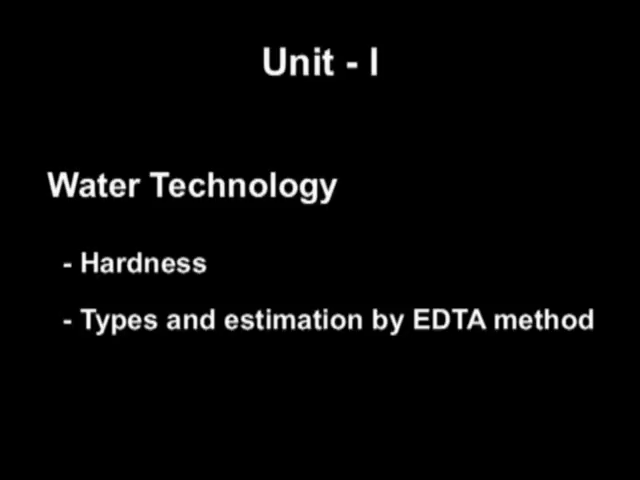 Unit - I
Water Technology
- Hardness
- Types and estimation by EDTA method